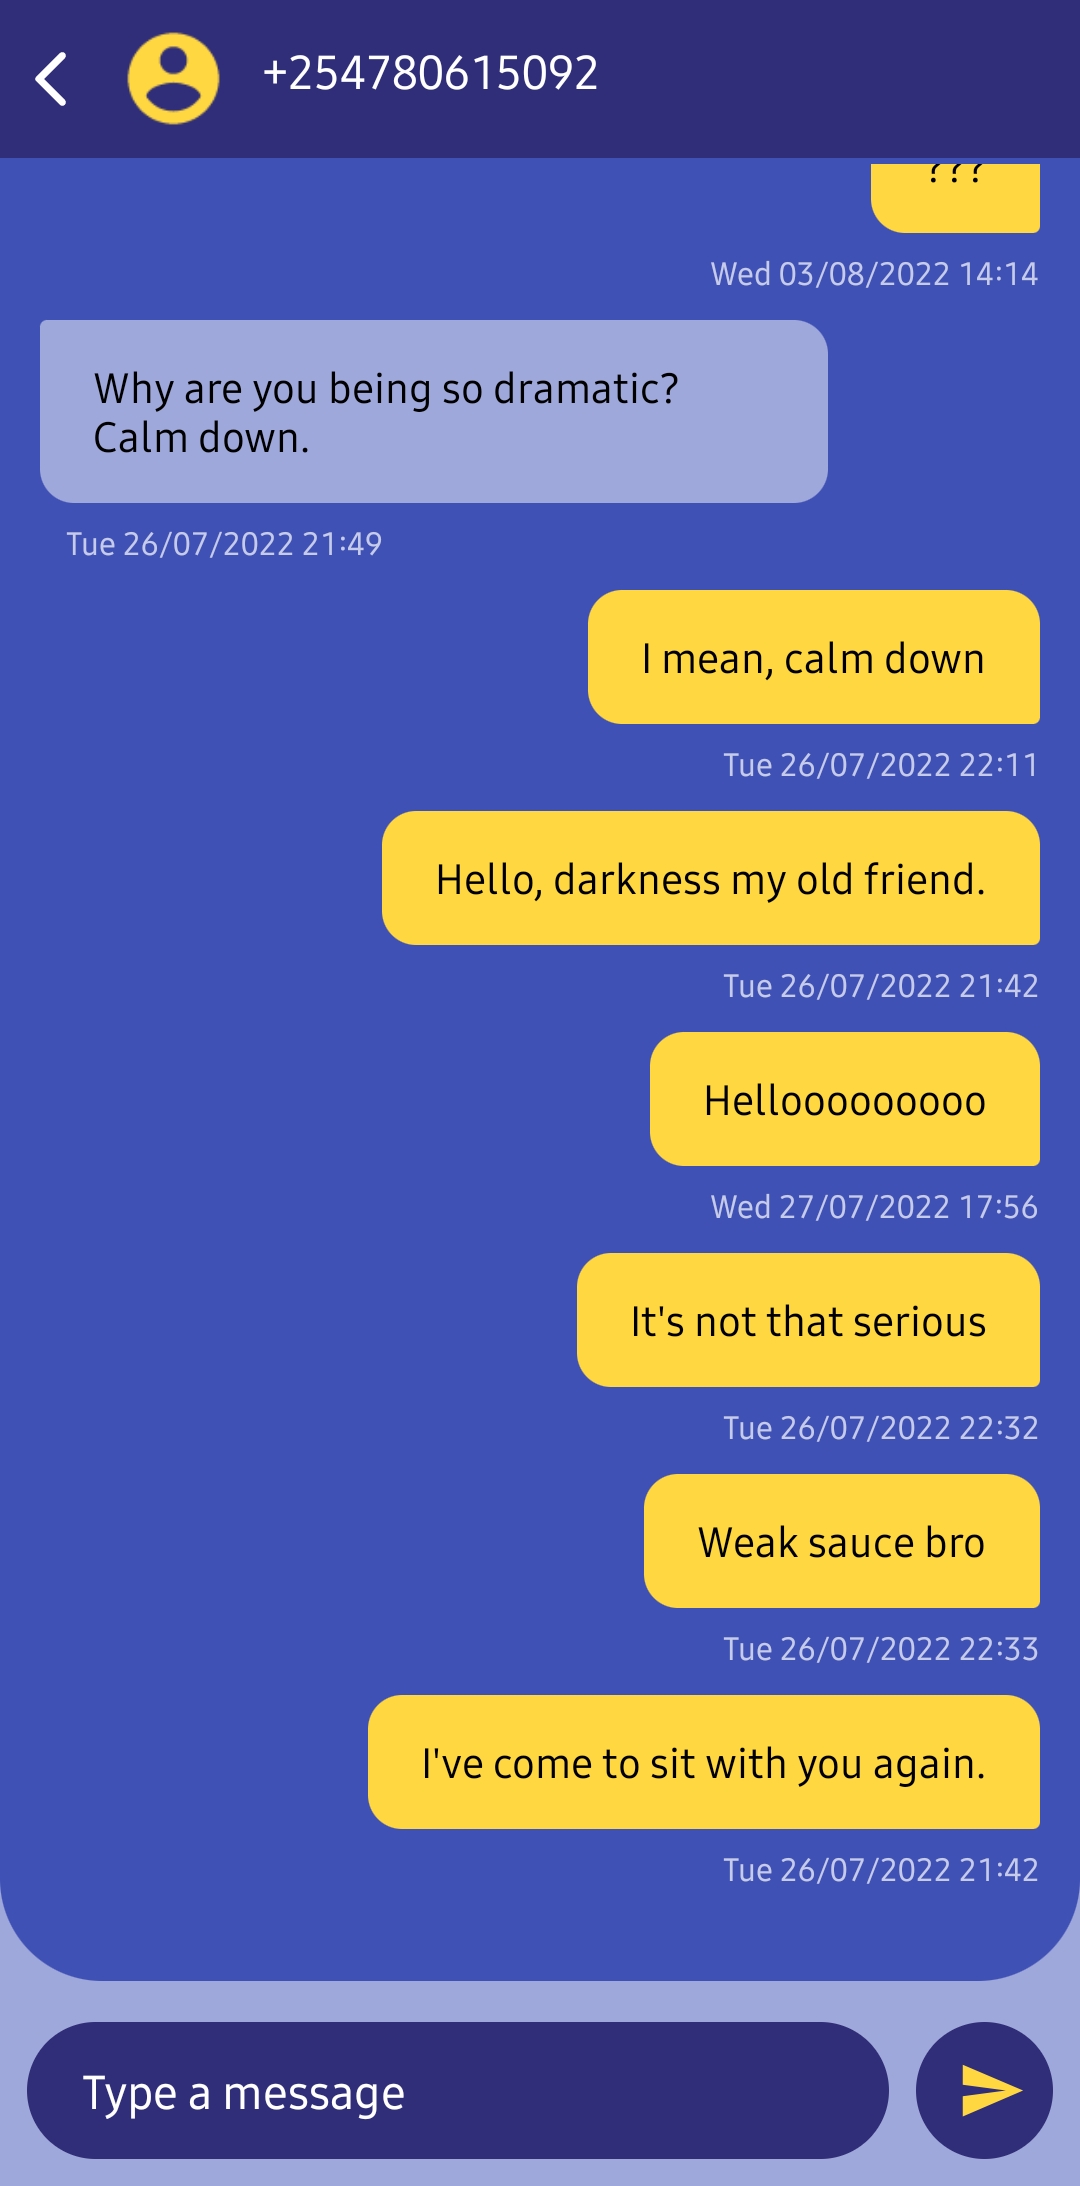 +254780615092
???
Wed 03/08/2022 14:14
Why are you being so dramatic?
Calm down.
Tue 26/07/2022 21:49
I mean, calm down
Tue 26/07/2022 22:11
Hello, darkness my old friend.
Tue 26/07/2022 21:42
Hellooooooooo
Wed 27/07/2022 17:56
It's not that serious
Tue 26/07/2022 22:32
Weak sauce bro
Tue 26/07/2022 22:33
I've come to sit with you again.
Tue 26/07/2022 21:42
Type a message